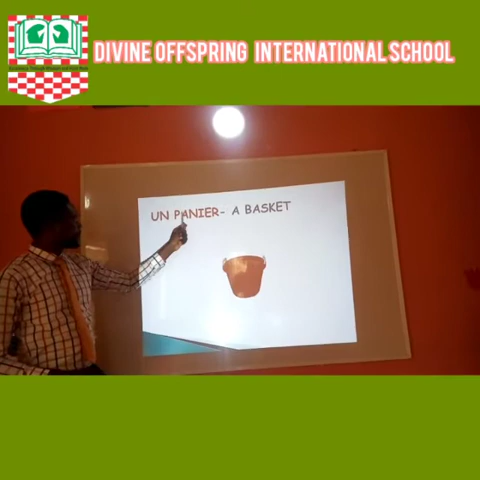 DIVINE OFFSPRING INTERNATIONAL SCHOOL
UN PANIER- A BASKET